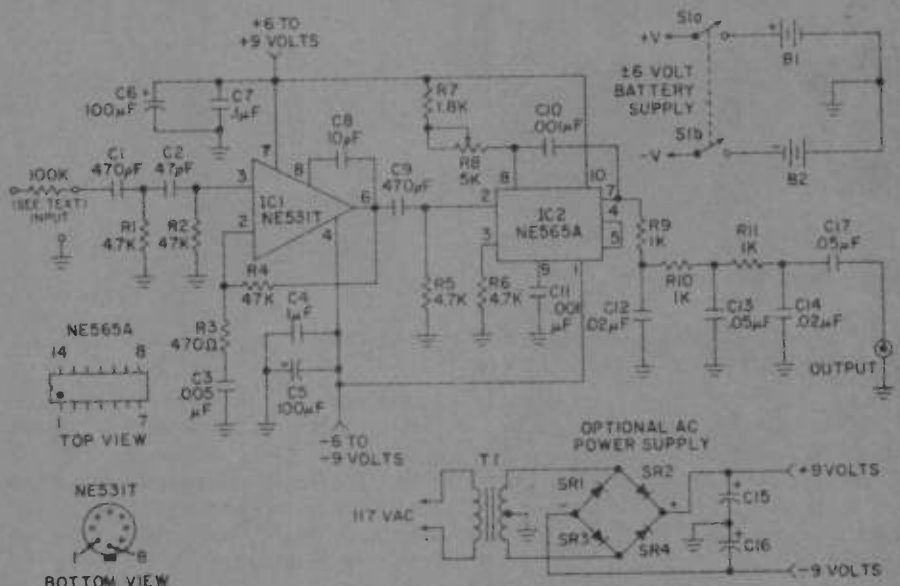 +6 TO
+9 VOLTS
S1a
+V
B1
±6 VOLT
BATTERY
SUPPLY
S1b
-V
B2
C6
100µF
C7
.1µF
R7
1.8K
C10
.001µF
C8
10pF
R8
5K
C1
470pF
C2
47pF
100K
(SEE TEXT)
INPUT
7
8
3
IC1
NE531T
6
2
4
C9
470pF
8
10
2
7
IC2
NE565A
4
3
5
9
1
R9
1K
R11
1K
C17
.05µF
R1
4.7K
R2
47K
R4
47K
R5
4.7K
R6
4.7K
C11
.001
µF
C12
.02µF
R10
1K
C13
.05µF
C14
.02µF
OUTPUT
C4
.1µF
R3
470Ω
C3
.005
µF
C5
100µF
NE565A
14
8
1
7
TOP VIEW
-6 TO
-9 VOLTS
OPTIONAL AC
POWER SUPPLY
T1
SR1
SR2
+9 VOLTS
C15
117 VAC
SR3
SR4
C16
-9 VOLTS
NE531T
1
8
BOTTOM VIEW